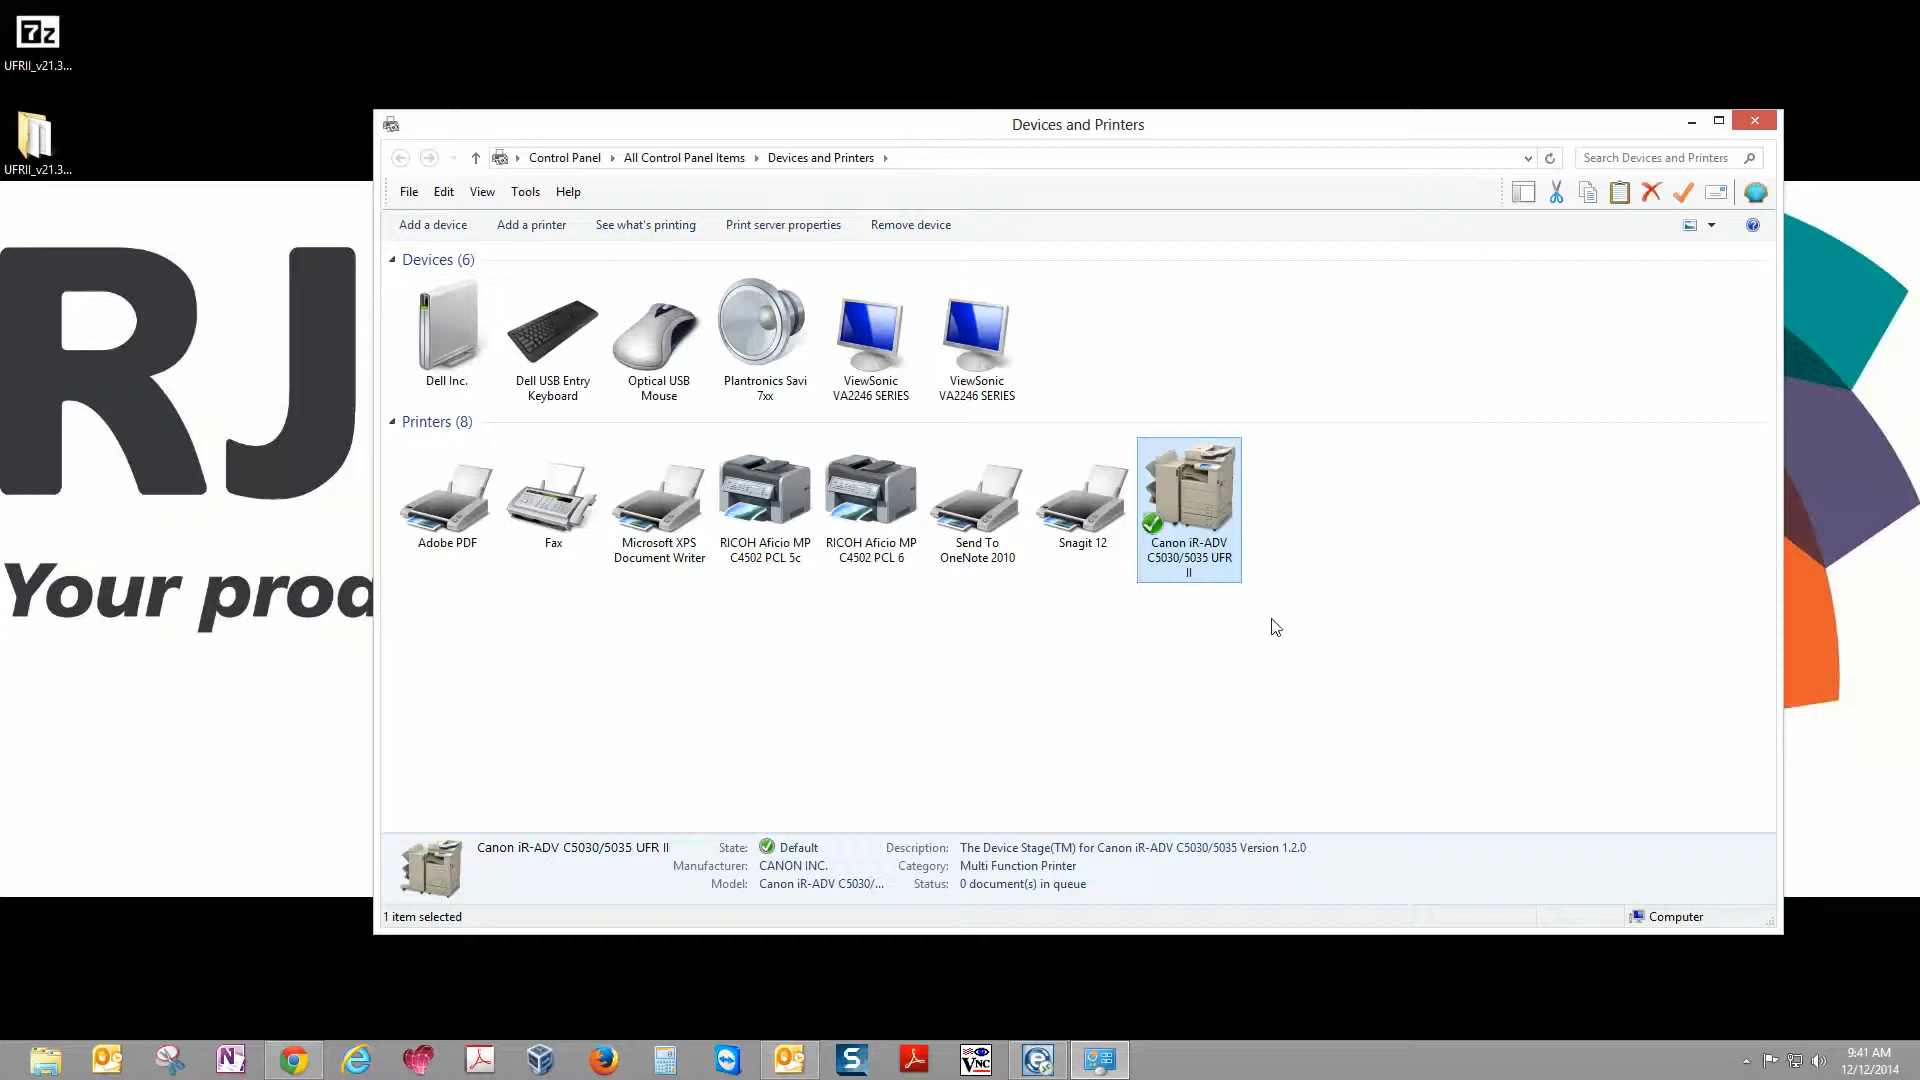 7z
UFRII_v21.3...
UFRII_v21.3...
RJ
Your prod
Devices and Printers
Control Panel
All Control Panel Items
Devices and Printers
Search Devices and Printers
File
Edit
View
Tools
Help
Add a device
Add a printer
See what's printing
Print server properties
Remove device
Devices (6)
Dell Inc.
Dell USB Entry
Keyboard
Optical USB
Mouse
Plantronics Savi
7xx
ViewSonic
VA2246 SERIES
ViewSonic
VA2246 SERIES
Printers (8)
Adobe PDF
Fax
Microsoft XPS
Document Writer
RICOH Aficio MP
C4502 PCL 5c
RICOH Aficio MP
C4502 PCL 6
Send To
OneNote 2010
Snagit 12
Canon iR-ADV
C5030/5035 UFR
II
Canon iR-ADV C5030/5035 UFR II
State: Default
Manufacturer: CANON INC.
Model: Canon iR-ADV C5030/...
Description: The Device Stage(TM) for Canon iR-ADV C5030/5035 Version 1.2.0
Category: Multi Function Printer
Status: 0 document(s) in queue
1 item selected
Computer
VNC
9:41 AM
12/12/2014